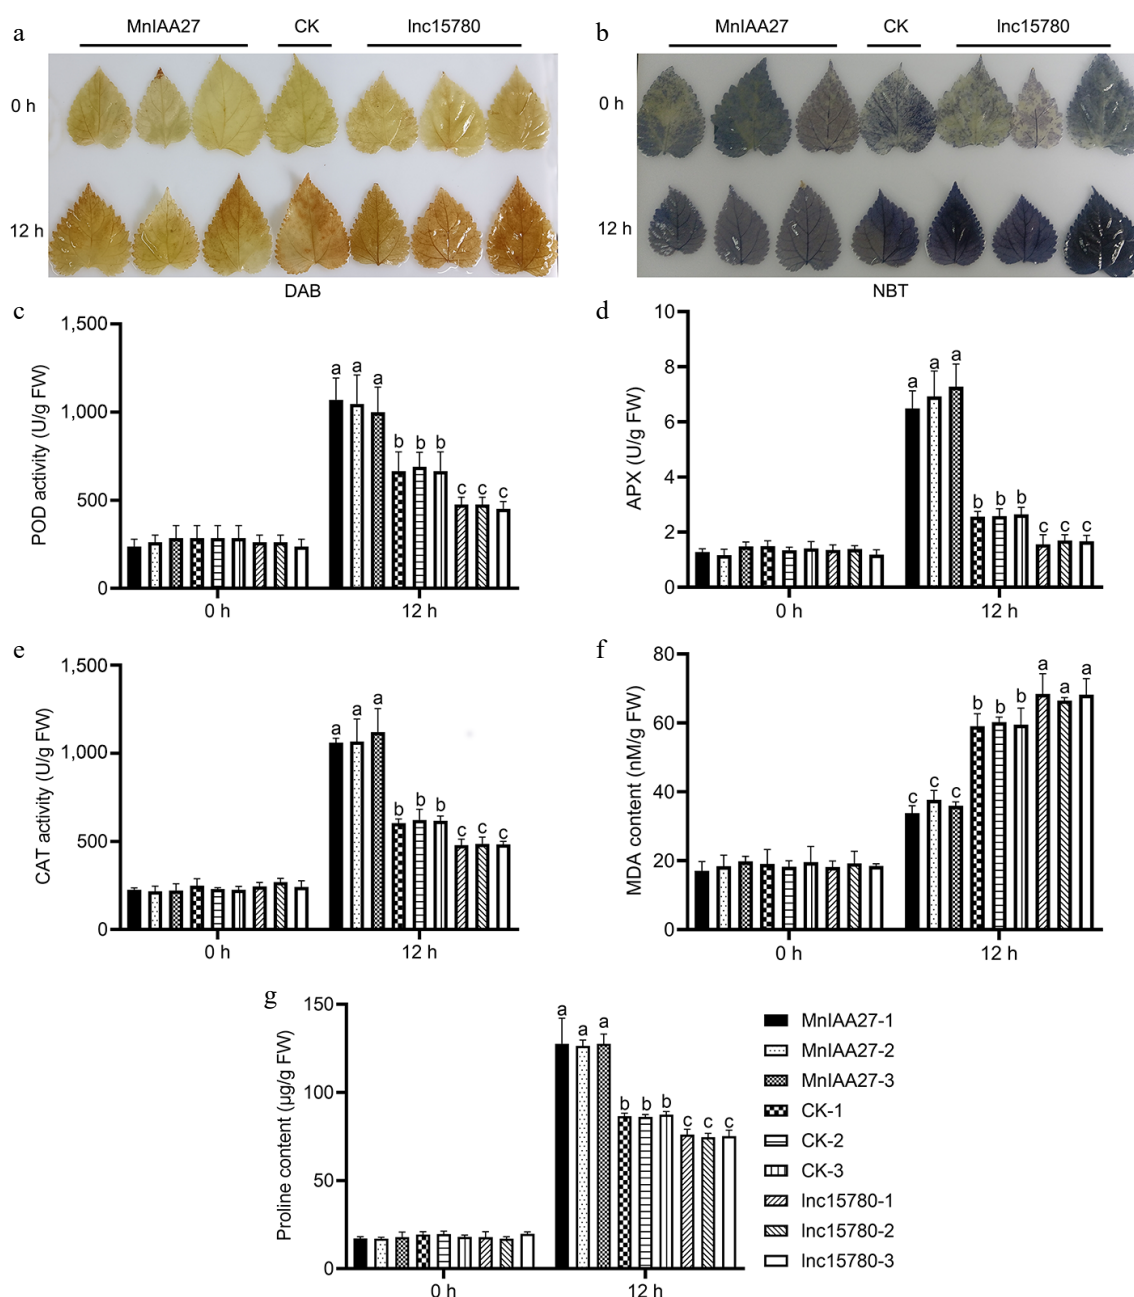 a
MnIAA27 CK lnc15780
0 h
12 h
DAB
b
MnIAA27 CK lnc15780
0 h
12 h
NBT
c
POD activity (U/g FW)
1,500
1,000
500
0
a a a b b b c c c
0 h 12 h
d
APX (U/g FW)
10
8
6
4
2
0
a a a b b b c c c
0 h 12 h
e
CAT activity (U/g FW)
1,500
1,000
500
0
a a a b b b c c c
0 h 12 h
f
MDA content (nM/g FW)
80
60
40
20
0
c c c b b b a a a
0 h 12 h
g
Proline content (μg/g FW)
150
100
50
0
a a a b b b c c c
0 h 12 h
MnIAA27-1
MnIAA27-2
MnIAA27-3
CK-1
CK-2
CK-3
lnc15780-1
lnc15780-2
lnc15780-3